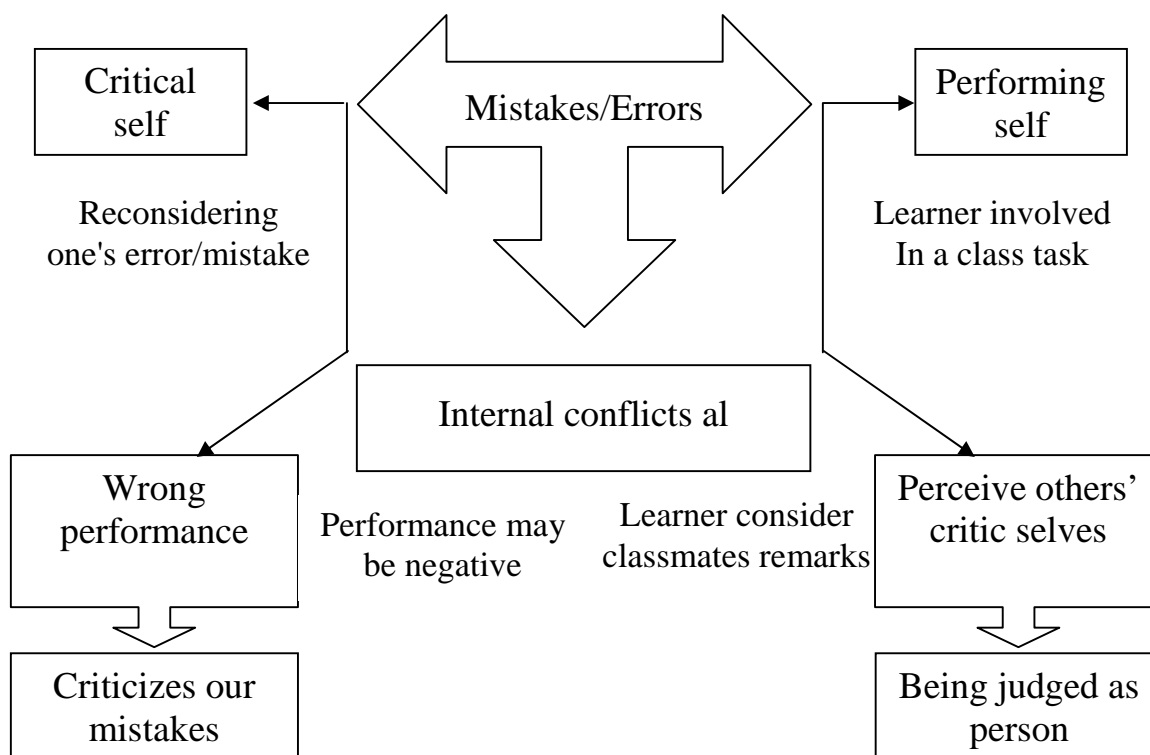 Critical
self
Mistakes/Errors
Performing
self
Reconsidering
one's error/mistake
Learner involved
In a class task
Internal conflicts al
Wrong
performance
Performance may
be negative
Learner consider
classmates remarks
Perceive others’
critic selves
Criticizes our
mistakes
Being judged as
person